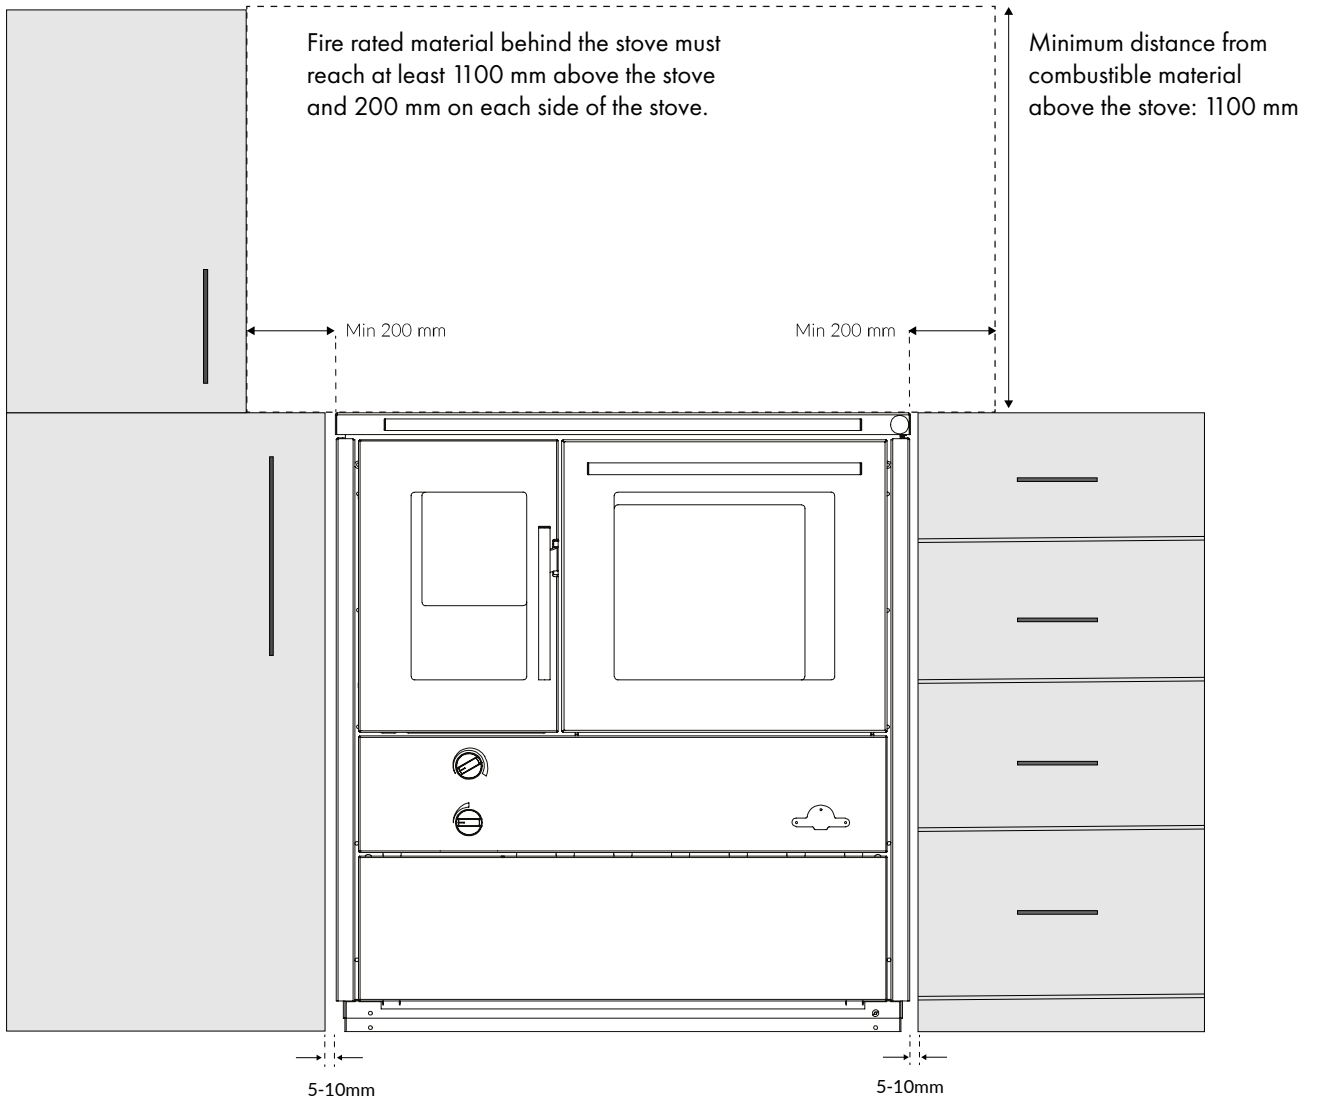 Fire rated material behind the stove must
reach at least 1100 mm above the stove
and 200 mm on each side of the stove.
Minimum distance from
combustible material
above the stove: 1100 mm
Min 200 mm
Min 200 mm
5-10mm
5-10mm